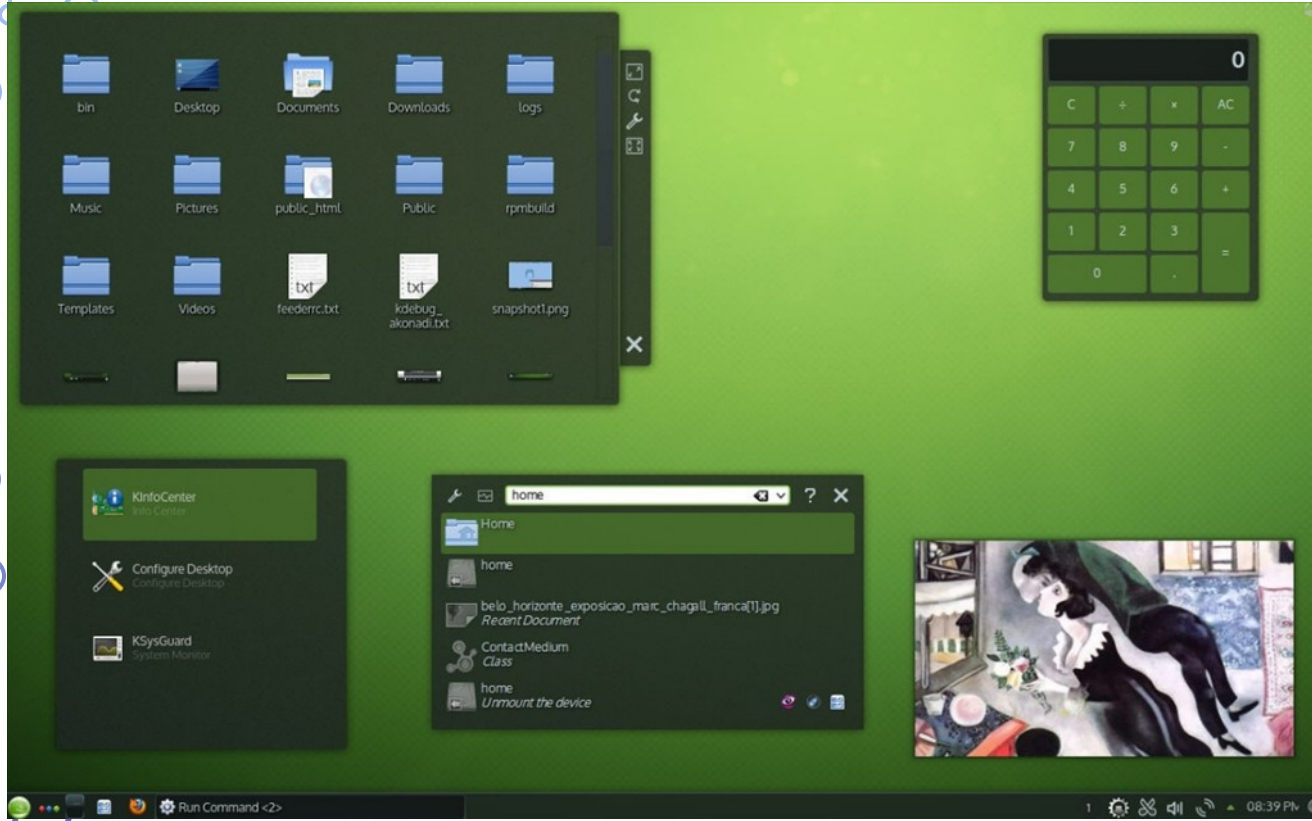 bin
Desktop
Documents
Downloads
logs
Music
Pictures
public_html
Public
rpmbuild
Templates
Videos
txt
feederrc.txt
txt
kdebug_
akonadi.txt
snapshot1.png
0
C ÷ × AC
7 8 9 -
4 5 6 +
1 2 3
=
0 .
KInfoCenter
Info Center
Configure Desktop
Configure Desktop
KSysGuard
System Monitor
home
?
Home
home
belo_horizonte_exposicao_marc_chagall_franca[1].jpg
Recent Document
ContactMedium
Class
home
Unmount the device
Run Command <2>
1
08:39 PM